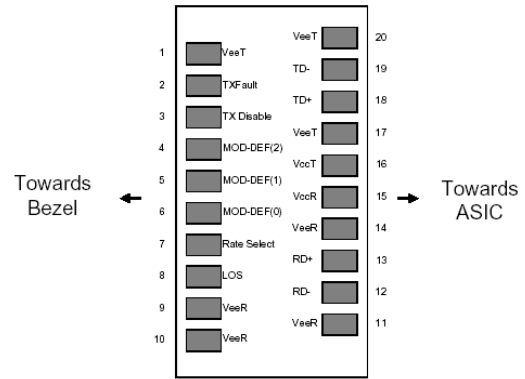 VeeT 20
1 VeeT
TD- 19
2 TXFault
TD+ 18
3 TX Disable
VeeT 17
4 MOD-DEF(2)
VccT 16
5 MOD-DEF(1)
Towards
Bezel
VccR 15
Towards
ASIC
6 MOD-DEF(0)
VeeR 14
7 Rate Select
RD+ 13
8 LOS
RD- 12
9 VeeR
VeeR 11
10 VeeR